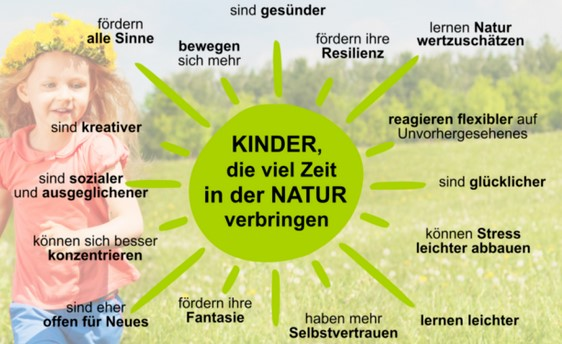 sind gesünder
fördern
alle Sinne
bewegen
sich mehr
fördern ihre
Resilienz
lernen Natur
wertzuschätzen
sind kreativer
KINDER,
die viel Zeit
in der NATUR
verbringen
reagieren flexibler auf
Unvorhergesehenes
sind sozialer
und ausgeglichener
sind glücklicher
können sich besser
konzentrieren
können Stress
leichter abbauen
sind eher
offen für Neues
fördern ihre
Fantasie
haben mehr
Selbstvertrauen
lernen leichter